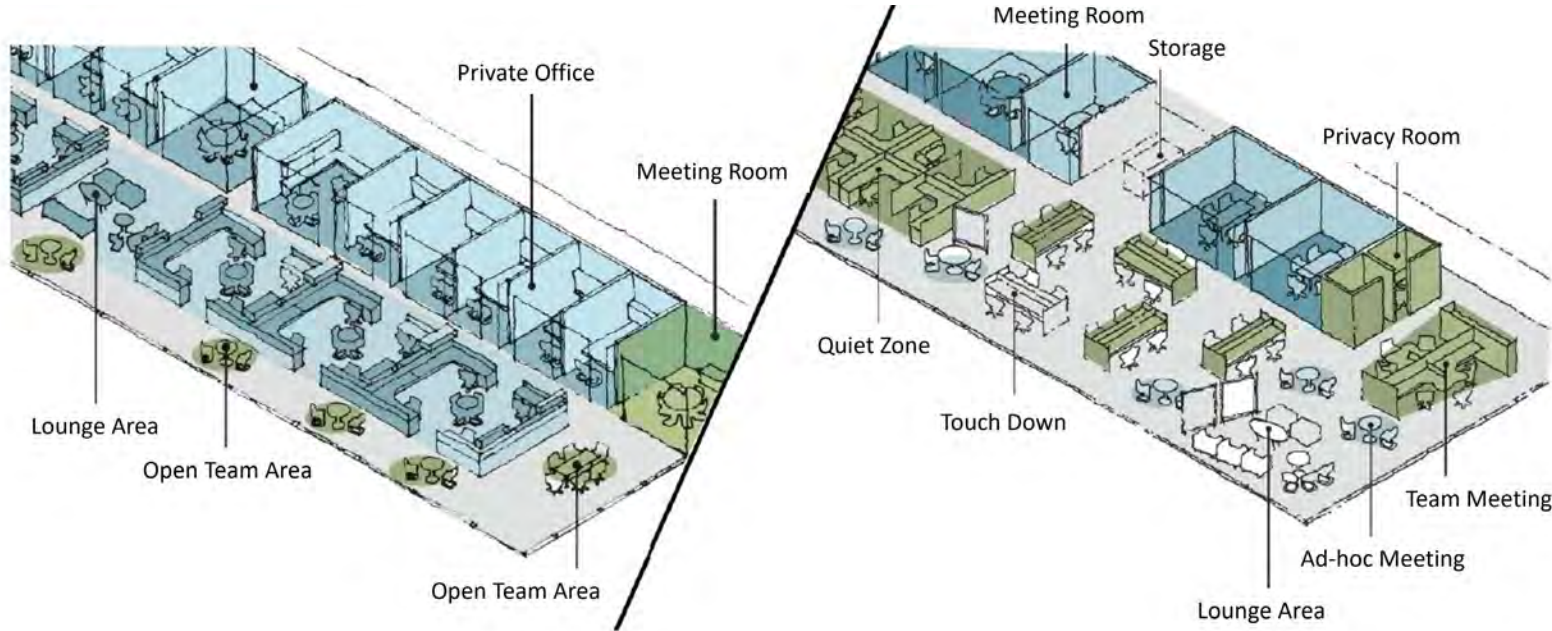 Private Office
Meeting Room
Lounge Area
Open Team Area
Open Team Area
Meeting Room
Storage
Privacy Room
Quiet Zone
Touch Down
Team Meeting
Ad-hoc Meeting
Lounge Area